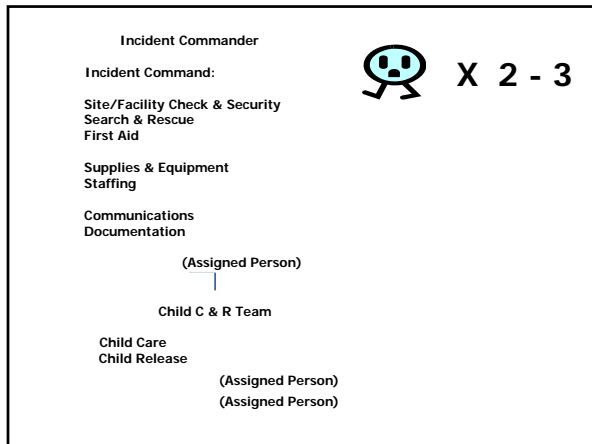 Incident Commander
X 2 - 3
Incident Command:
Site/Facility Check & Security
Search & Rescue
First Aid
Supplies & Equipment
Staffing
Communications
Documentation
(Assigned Person)
Child C & R Team
Child Care
Child Release
(Assigned Person)
(Assigned Person)